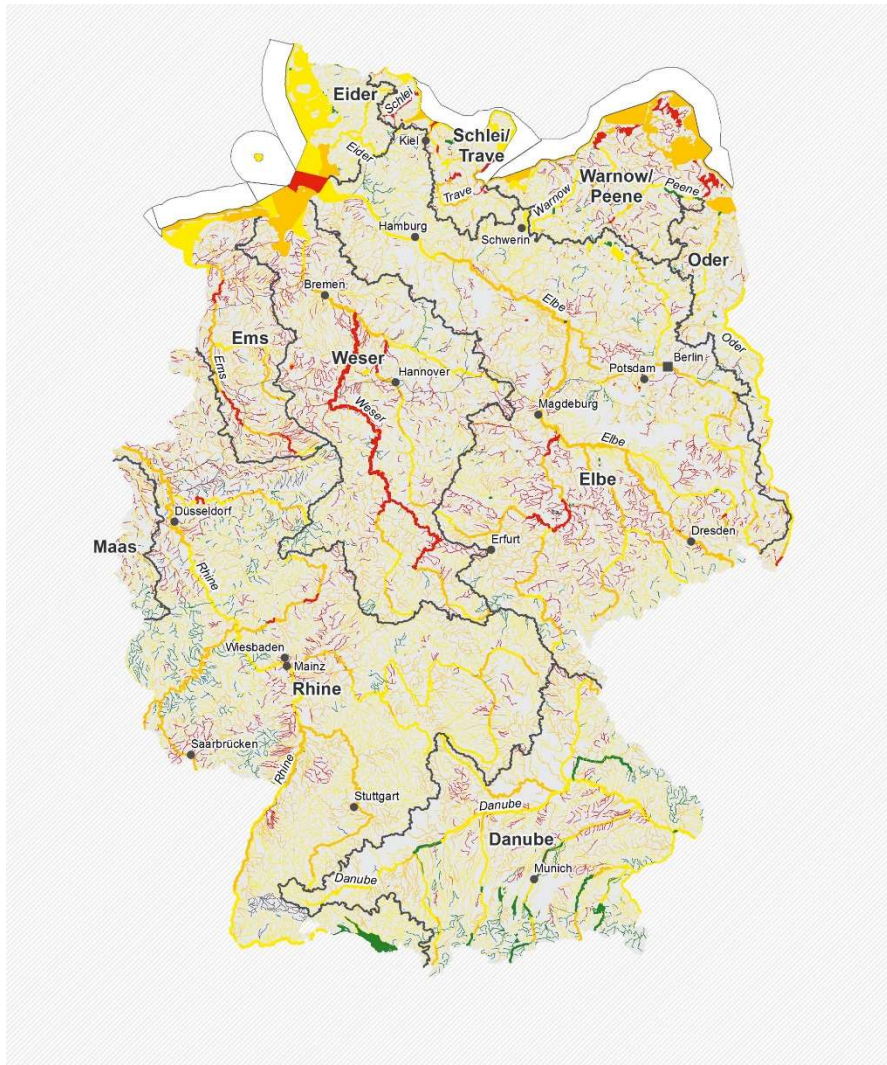 Eider
Schlei
Kiel
Eider
Schlei/
Trave
Trave
Warnow/
Peene
Warnow
Peene
Schwerin
Hamburg
Oder
Bremen
Elbe
Ems
Weser
Oder
Berlin
Potsdam
Ems
Hannover
Weser
Magdeburg
Elbe
Elbe
Düsseldorf
Erfurt
Dresden
Maas
Rhine
Wiesbaden
Mainz
Rhine
Saarbrücken
Rhine
Stuttgart
Danube
Danube
Munich
Danube